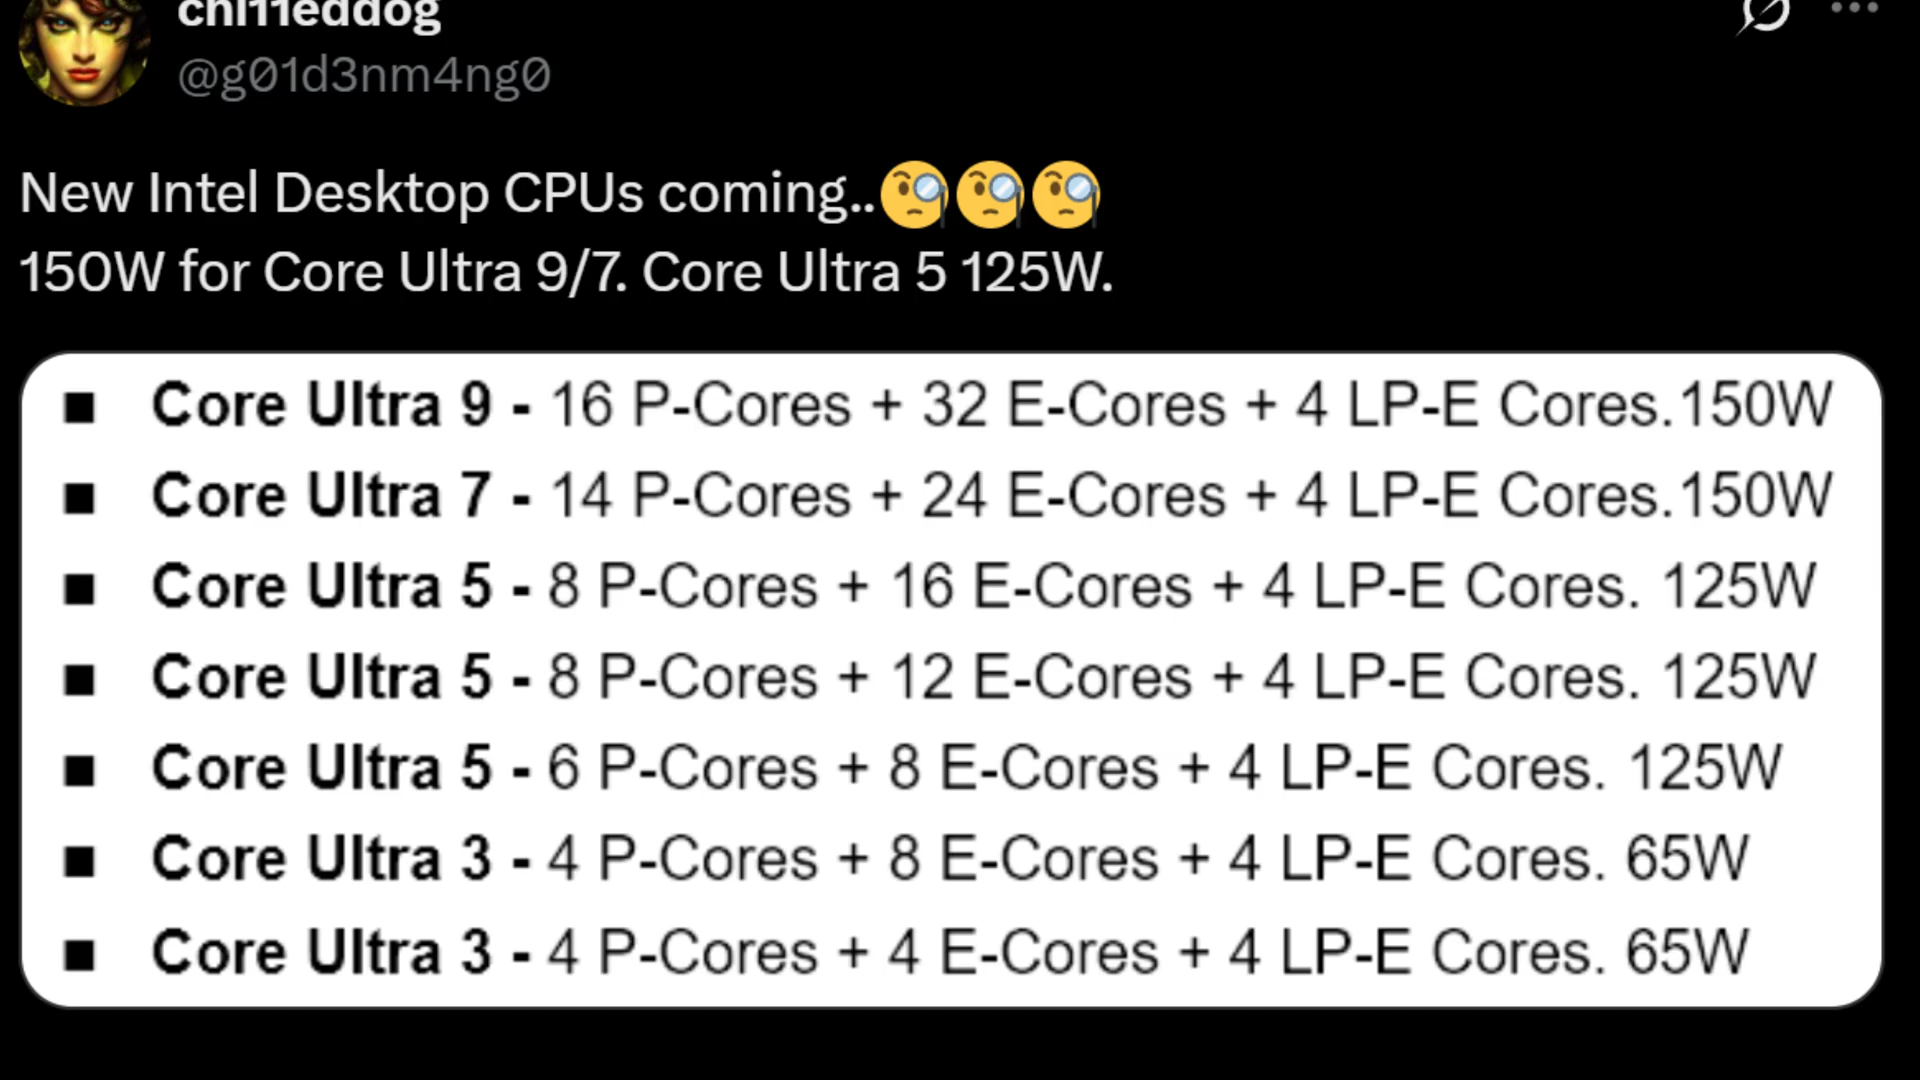 chi11eddog
@g01d3nm4ng0
New Intel Desktop CPUs coming..🧐🧐🧐
150W for Core Ultra 9/7. Core Ultra 5 125W.
■ Core Ultra 9 - 16 P-Cores + 32 E-Cores + 4 LP-E Cores.150W
■ Core Ultra 7 - 14 P-Cores + 24 E-Cores + 4 LP-E Cores.150W
■ Core Ultra 5 - 8 P-Cores + 16 E-Cores + 4 LP-E Cores. 125W
■ Core Ultra 5 - 8 P-Cores + 12 E-Cores + 4 LP-E Cores. 125W
■ Core Ultra 5 - 6 P-Cores + 8 E-Cores + 4 LP-E Cores. 125W
■ Core Ultra 3 - 4 P-Cores + 8 E-Cores + 4 LP-E Cores. 65W
■ Core Ultra 3 - 4 P-Cores + 4 E-Cores + 4 LP-E Cores. 65W